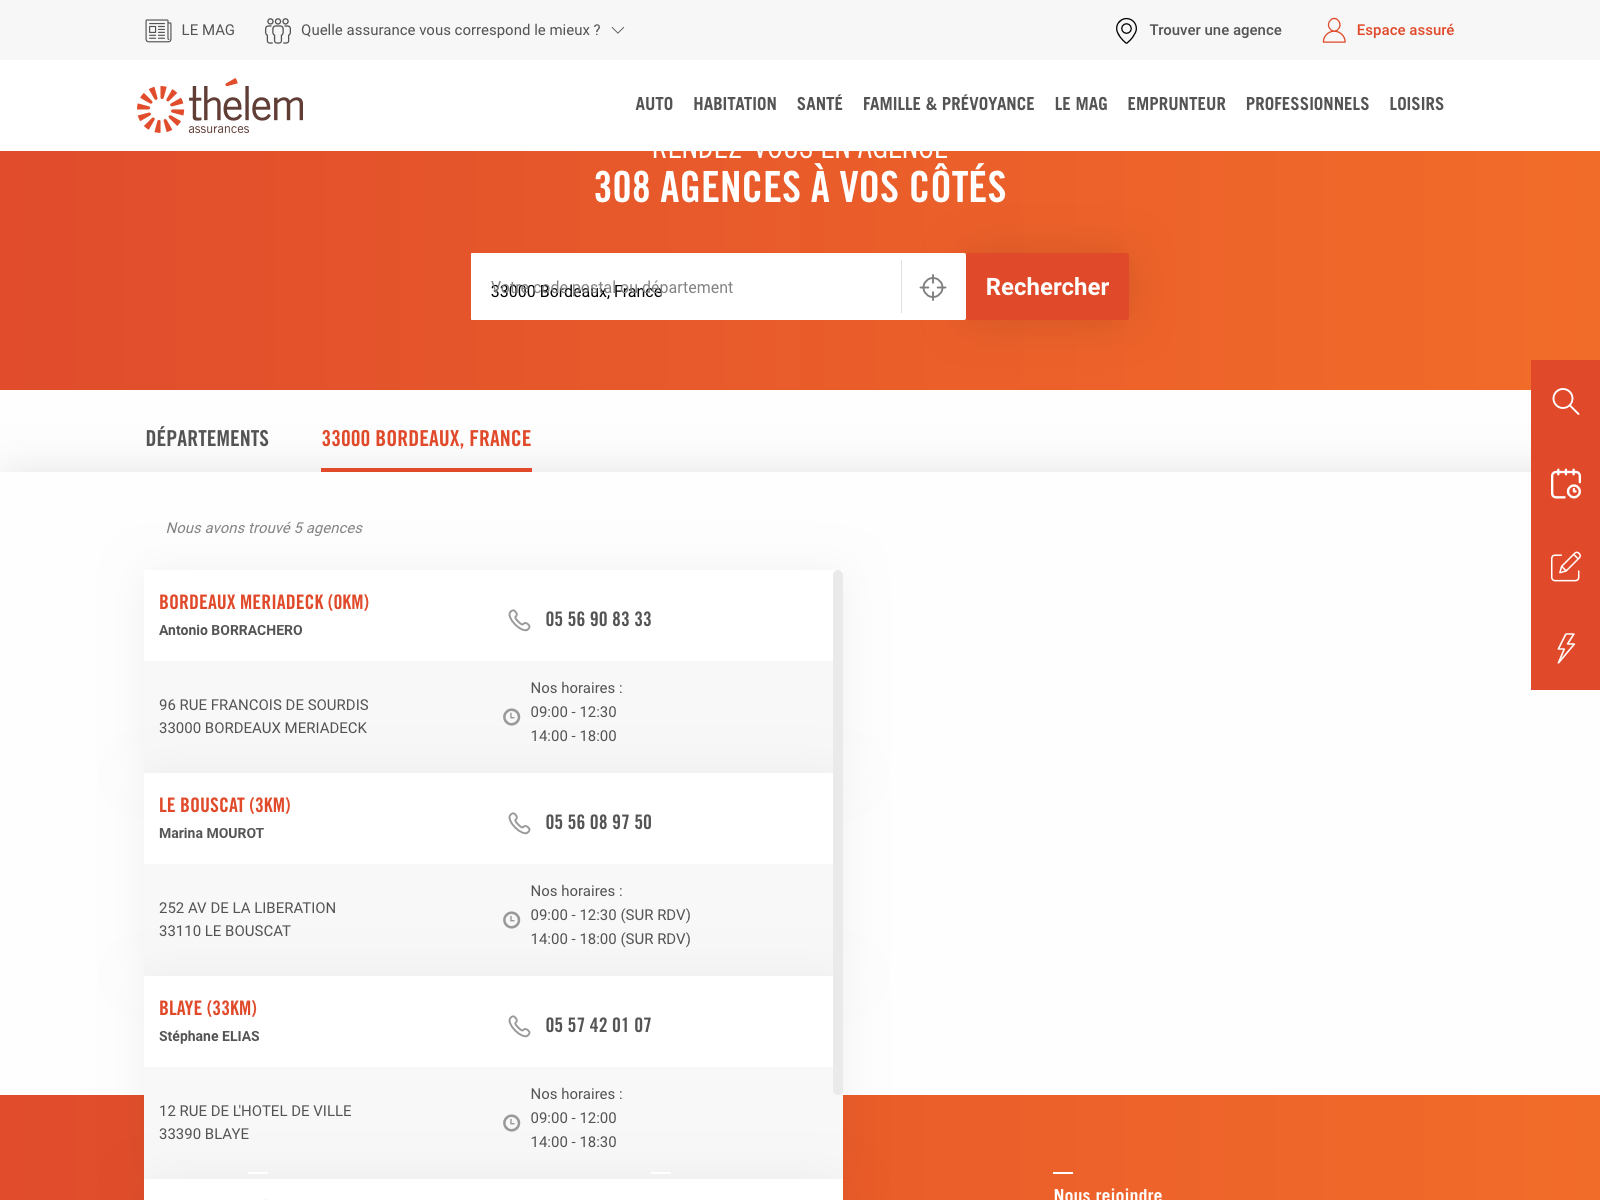 LE MAG
Quelle assurance vous correspond le mieux ?
Trouver une agence
Espace assuré
thélem
assurances
AUTO
HABITATION
SANTÉ
FAMILLE & PRÉVOYANCE
LE MAG
EMPRUNTEUR
PROFESSIONNELS
LOISIRS
RENDEZ-VOUS EN AGENCE
308 AGENCES À VOS CÔTÉS
Votre code postal ou département
33000 Bordeaux, France
Rechercher
DÉPARTEMENTS
33000 BORDEAUX, FRANCE
Nous avons trouvé 5 agences
BORDEAUX MERIADECK (0KM)
Antonio BORRACHERO
05 56 90 83 33
96 RUE FRANCOIS DE SOURDIS
33000 BORDEAUX MERIADECK
Nos horaires :
09:00 - 12:30
14:00 - 18:00
LE BOUSCAT (3KM)
Marina MOUROT
05 56 08 97 50
252 AV DE LA LIBERATION
33110 LE BOUSCAT
Nos horaires :
09:00 - 12:30 (SUR RDV)
14:00 - 18:00 (SUR RDV)
BLAYE (33KM)
Stéphane ELIAS
05 57 42 01 07
12 RUE DE L'HOTEL DE VILLE
33390 BLAYE
Nos horaires :
09:00 - 12:00
14:00 - 18:30
Nous rejoindre